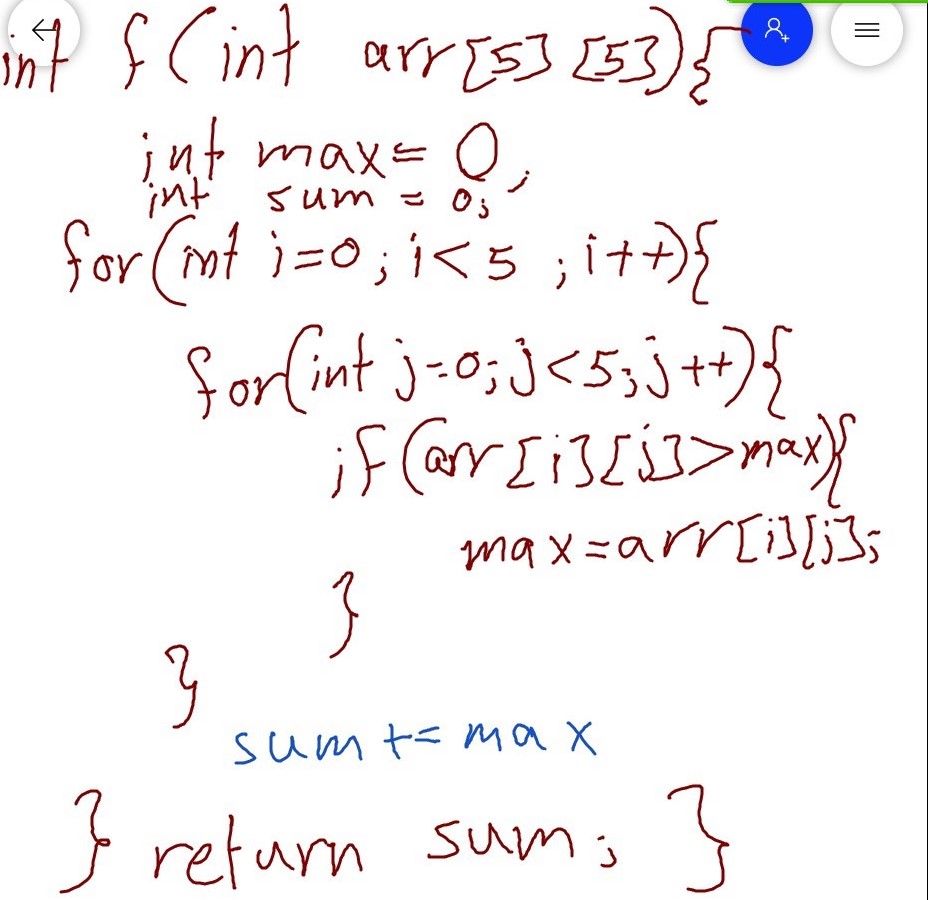 int f(int arr[5][5]){
int max=0;
int sum = 0;
for(int i=0; i<5 ;i++){
for(int j=0;j<5;j++){
if(arr[i][j]>max){
max=arr[i][j];
}
}
sum += max
} return sum; }